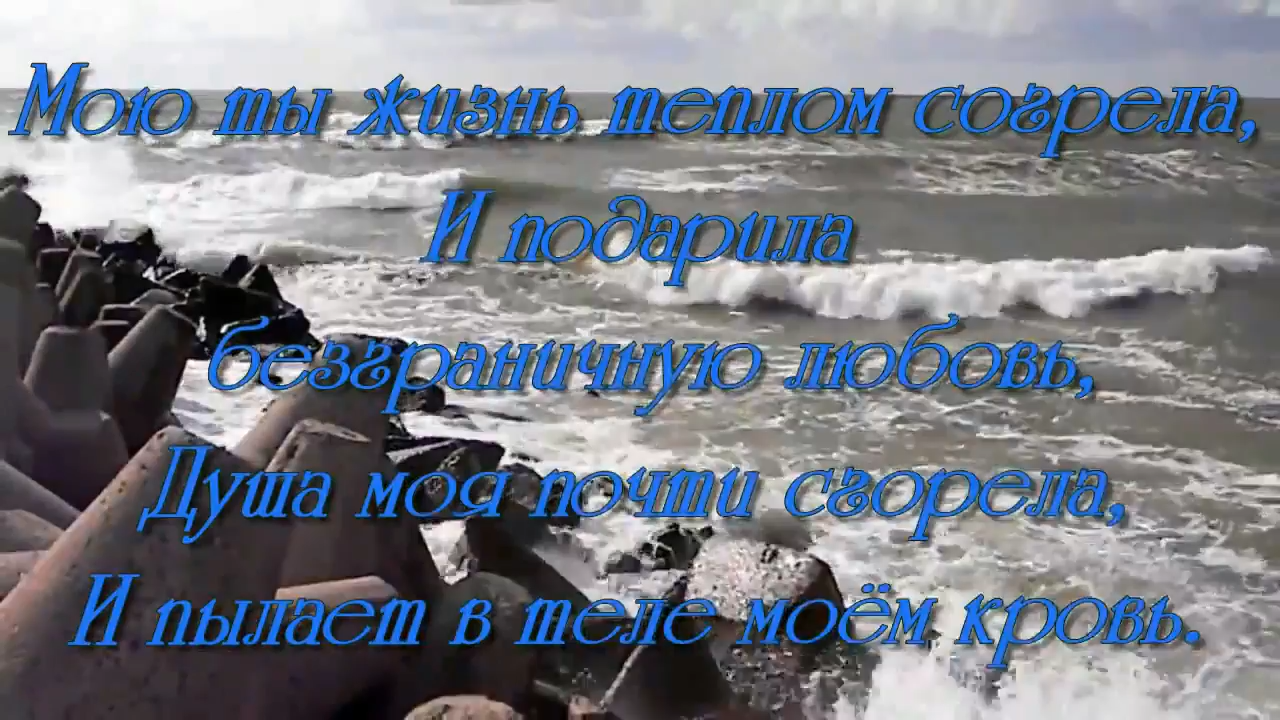 Мою ты жизнь теплом согрела,
И подарила
безграничную любовь,
Душа моя почти сгорела,
И пылает в теле моём кровь.